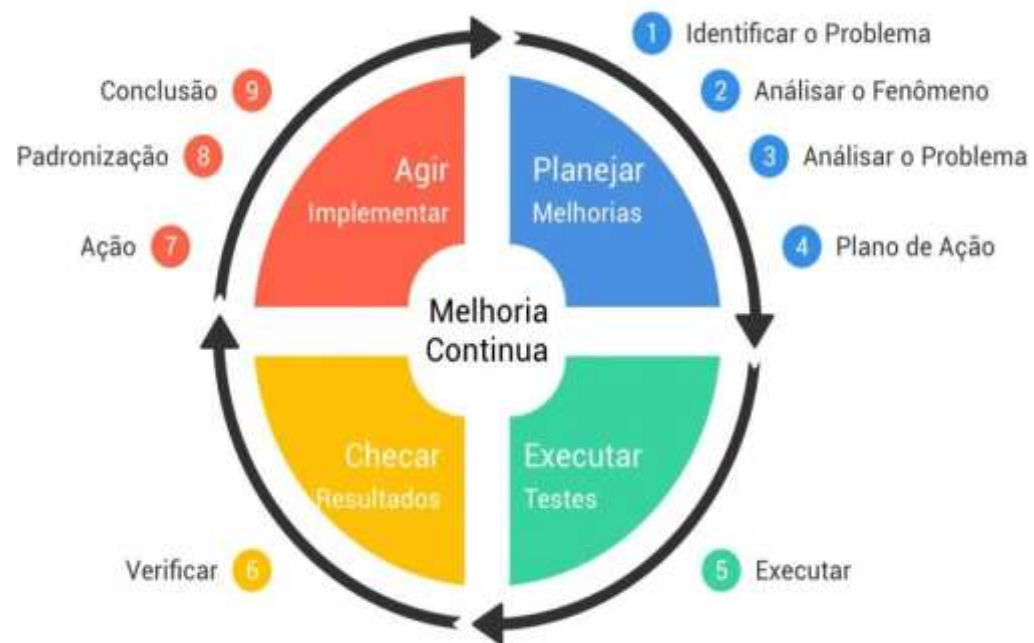 1 Identificar o Problema
2 Análisar o Fenômeno
3 Análisar o Problema
4 Plano de Ação
5 Executar
6 Verificar
7 Ação
8 Padronização
9 Conclusão
Planejar
Melhorias
Executar
Testes
Checar
Resultados
Agir
Implementar
Melhoria
Continua